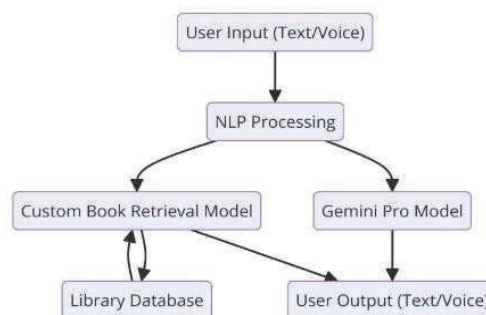 User Input (Text/Voice)
NLP Processing
Custom Book Retrieval Model
Gemini Pro Model
Library Database
User Output (Text/Voice)